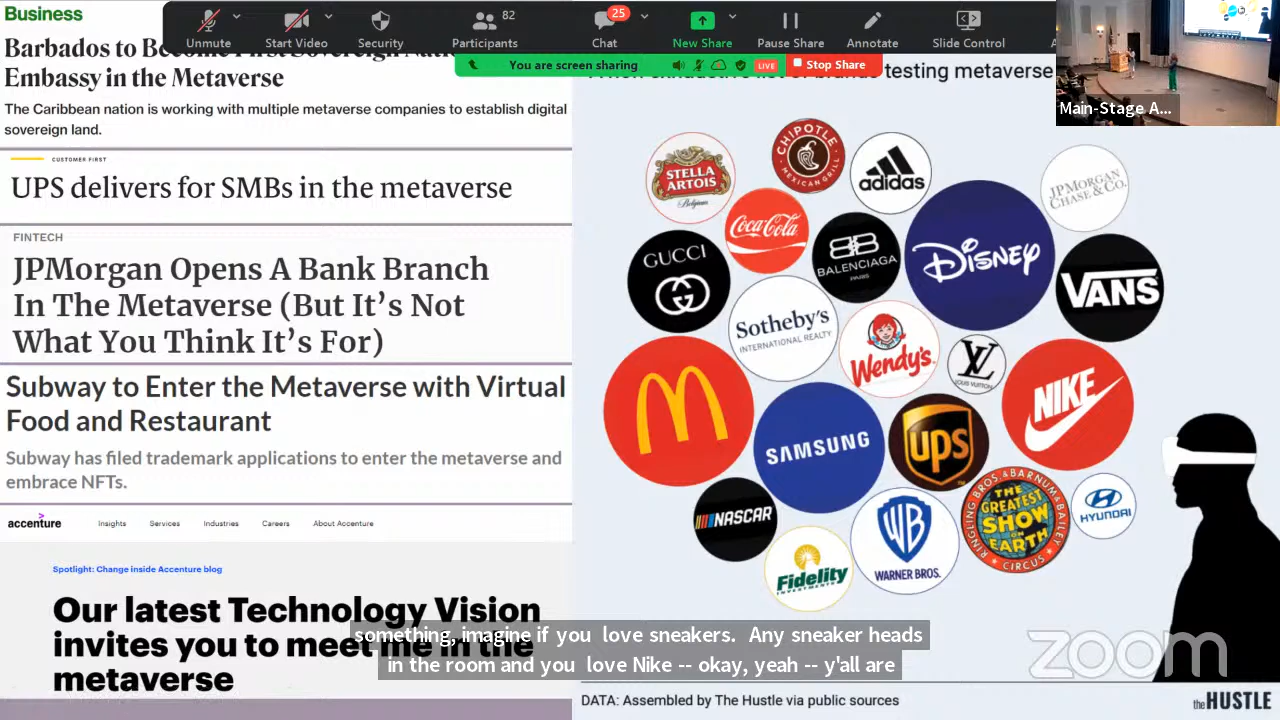 Business
Barbados to
Embassy in the Metaverse
The Caribbean nation is working with multiple metaverse companies to establish digital
sovereign land.
CUSTOMER FIRST
UPS delivers for SMBs in the metaverse
FINTECH
JPMorgan Opens A Bank Branch
In The Metaverse (But It's Not
What You Think It's For)
Subway to Enter the Metaverse with Virtual
Food and Restaurant
Subway has filed trademark applications to enter the metaverse and
embrace NFTs.
accenture
Insights
Services
Industries
Careers
About Accenture
Spotlight: Change inside Accenture blog
Our latest Technology Vision
invites you to meet me in the
metaverse
Unmute
Start Video
Security
82
Participants
25
Chat
New Share
Pause Share
Annotate
Slide Control
You are screen sharing
LIVE
Stop Share
testing metaverse
Main-Stage A...
STELLA
ARTOIS
Belgium
CHIPOTLE
MEXICAN GRILL
adidas
JPMORGAN
CHASE & CO.
Coca-Cola
GUCCI
BALENCIAGA
PARIS
DISNEY
VANS
Sotheby's
INTERNATIONAL REALTY
Wendy's
LV
LOUIS VUITTON
M
SAMSUNG
ups
NIKE
NASCAR
Fidelity
INVESTMENTS
WB
WARNER BROS.
RINGLING BROS. & BARNUM & BAILEY
THE
GREATEST
SHOW
ON
EARTH
CIRCUS
HYUNDAI
something, imagine if you love sneakers. Any sneaker heads
in the room and you love Nike -- okay, yeah -- y'all are
zoom
DATA: Assembled by The Hustle via public sources
the HUSTLE